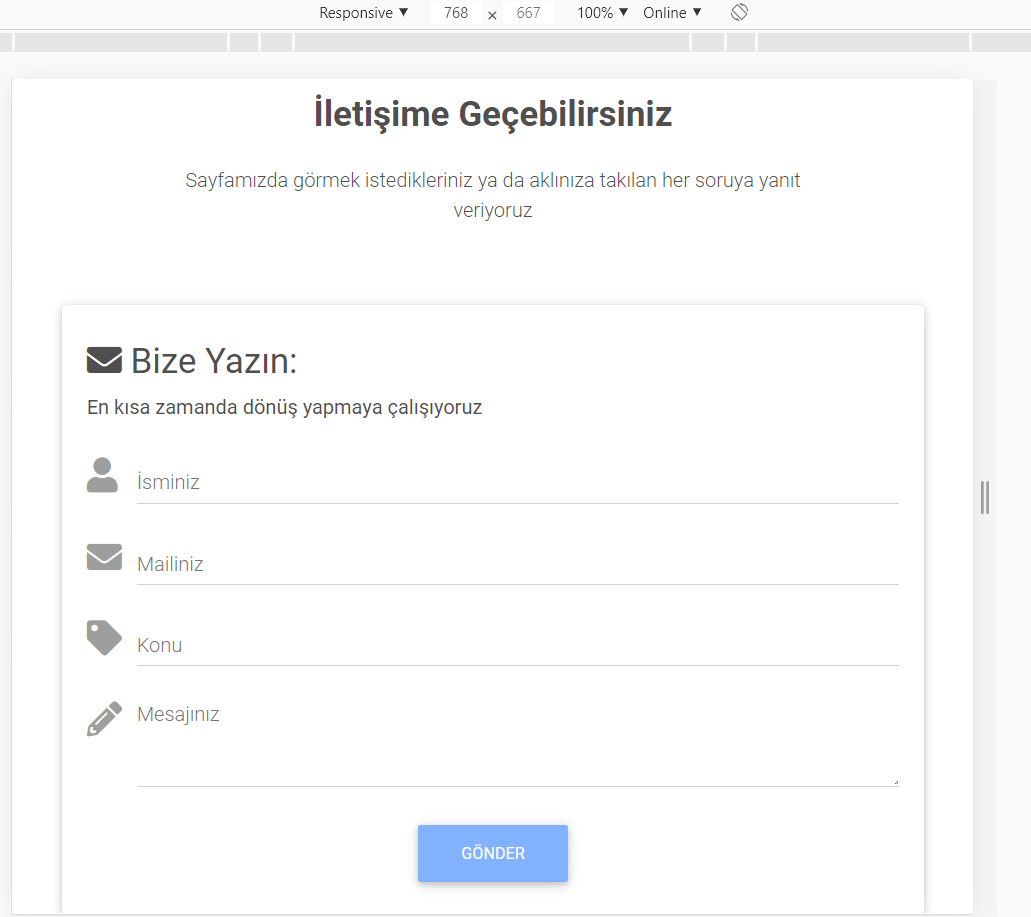 Responsive ▼ 768 × 667 100% ▼ Online ▼
İletişime Geçebilirsiniz
Sayfamızda görmek istedikleriniz ya da aklınıza takılan her soruya yanıt
veriyoruz
Bize Yazın:
En kısa zamanda dönüş yapmaya çalışıyoruz
İsminiz
Mailiniz
Konu
Mesajınız
GÖNDER